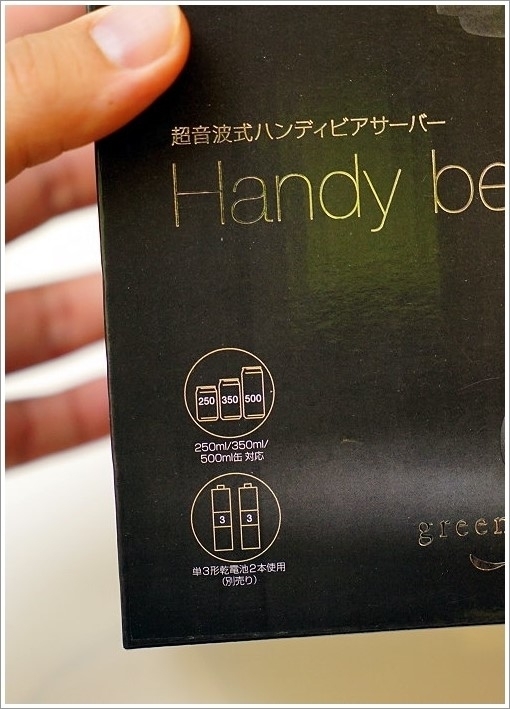 超音波式ハンディビアサーバー
Handy be
250 350 500
250ml/350ml/
500ml缶 対応
3 3
単3形乾電池2本使用
(別売り)
green